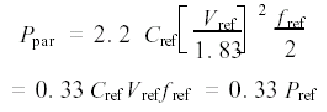 P_par = 2.2 C_ref [ V_ref / 1.83 ]^2 f_ref / 2
= 0.33 C_ref V_ref f_ref = 0.33 P_ref